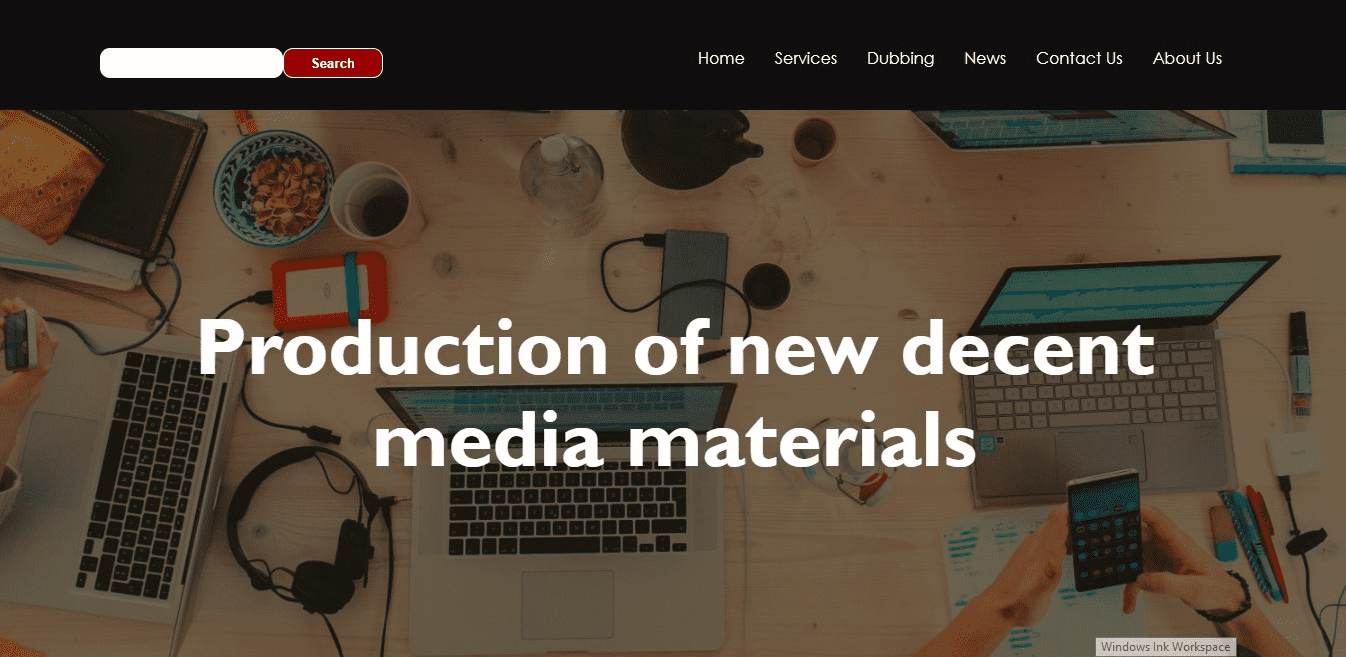 Search
Home
Services
Dubbing
News
Contact Us
About Us
Production of new decent
media materials
Windows Ink Workspace